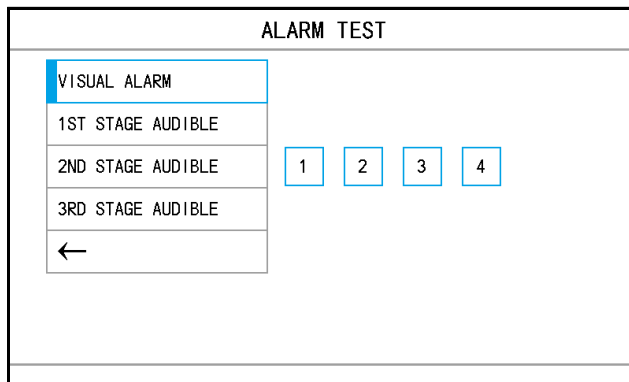 ALARM TEST
VISUAL ALARM
1ST STAGE AUDIBLE
2ND STAGE AUDIBLE 1 2 3 4
3RD STAGE AUDIBLE
←